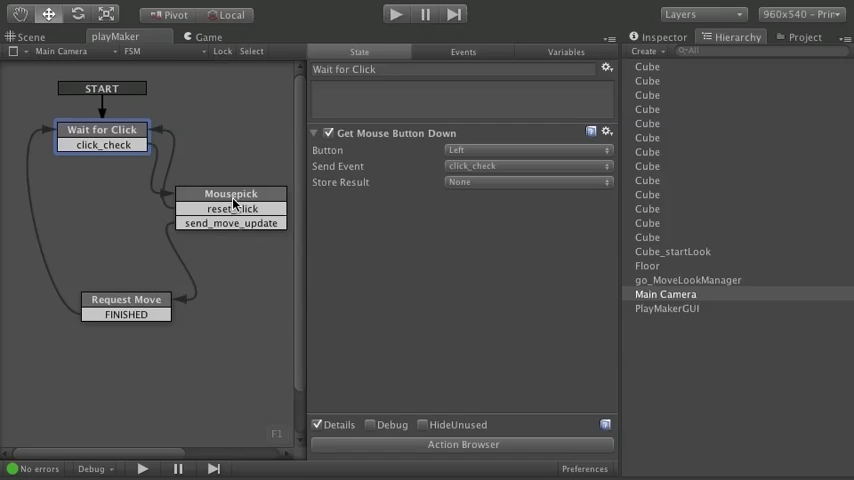 Pivot
Local
Layers
960x540 - Pri
Scene
playMaker
Game
Inspector
Hierarchy
Project
Main Camera
FSM
Lock
Select
State
Events
Variables
Create
All
START
Wait for Click
click_check
Mousepick
reset_click
send_move_update
Request Move
FINISHED
F1
Wait for Click
Get Mouse Button Down
Button
Left
Send Event
click_check
Store Result
None
Details
Debug
HideUnused
Action Browser
Cube
Cube
Cube
Cube
Cube
Cube
Cube
Cube
Cube
Cube
Cube
Cube
Cube
Cube_startLook
Floor
go_MoveLookManager
Main Camera
PlayMakerGUI
No errors
Debug
Preferences